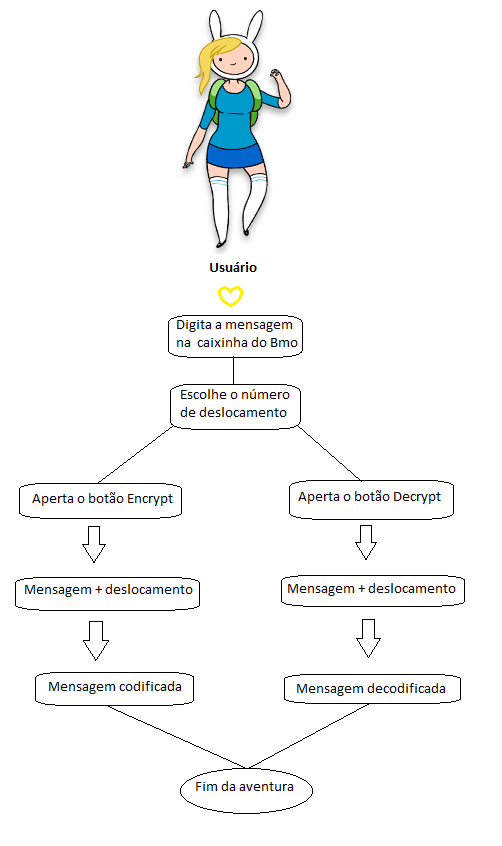 Usuário
Digita a mensagem
na caixinha do Bmo
Escolhe o número
de deslocamento
Aperta o botão Encrypt
Aperta o botão Decrypt
Mensagem + deslocamento
Mensagem + deslocamento
Mensagem codificada
Mensagem decodificada
Fim da aventura